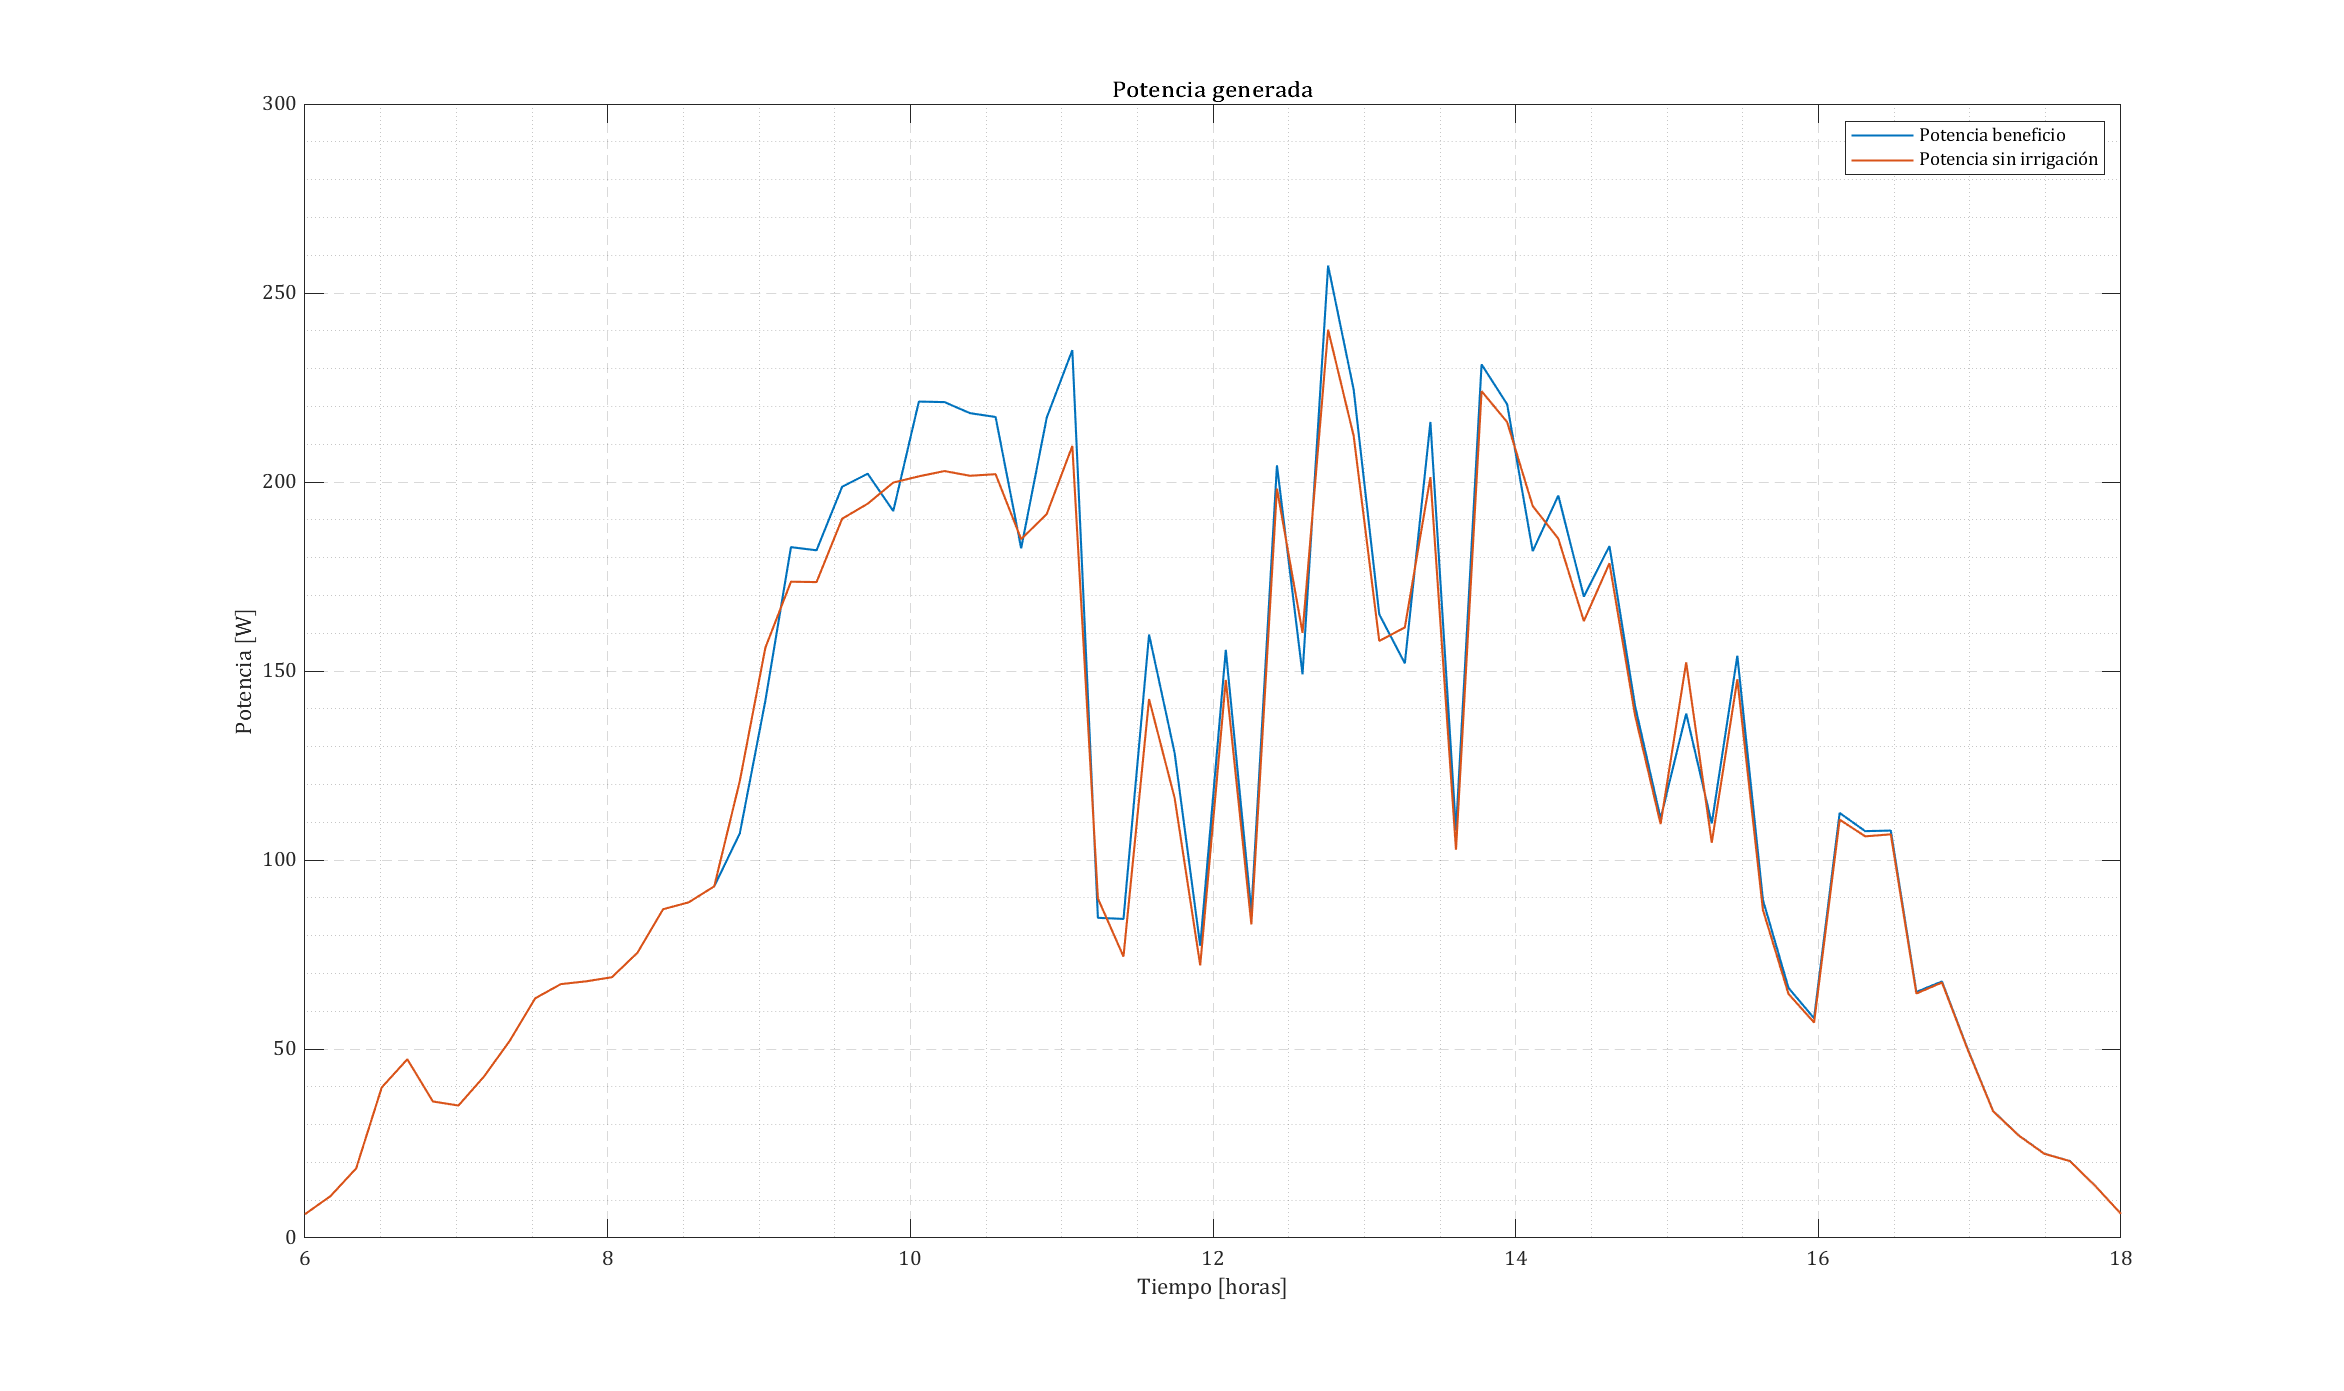 Potencia generada
300
Potencia beneficio
Potencia sin irrigación
250
200
150
100
50
0
Potencia [W]
6 8 10 12 14 16 18
Tiempo [horas]